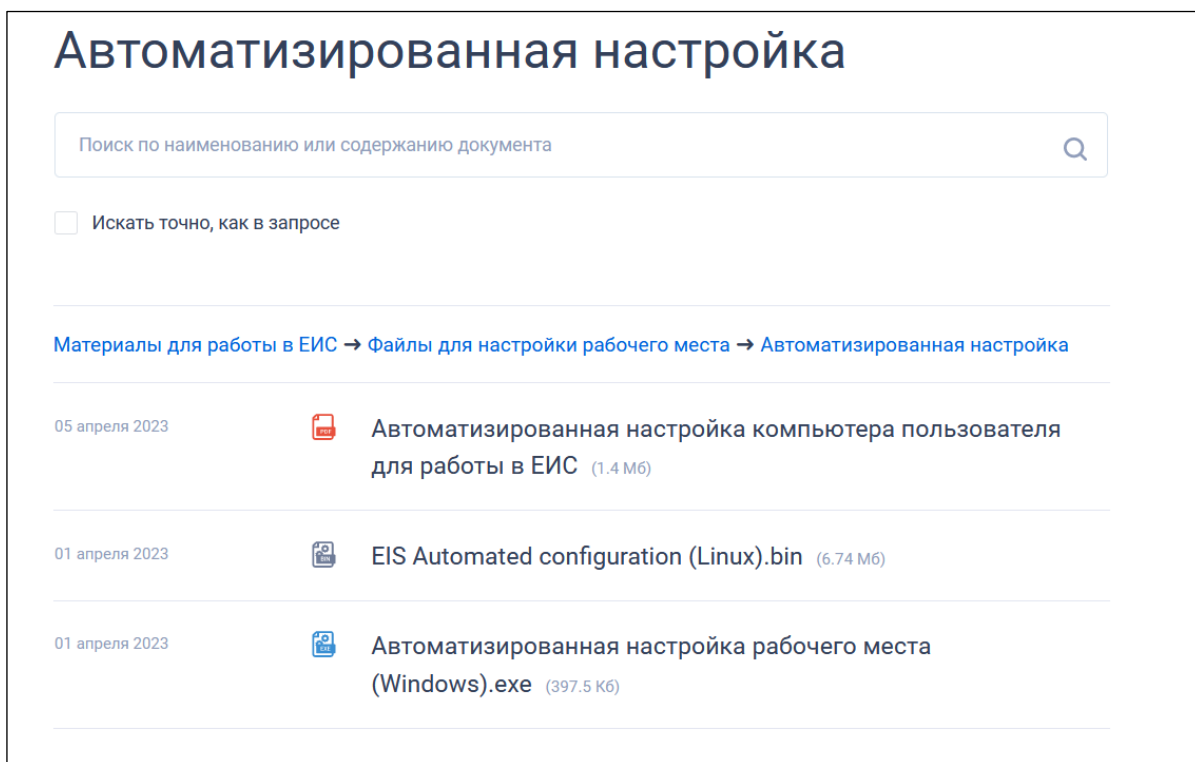 Автоматизированная настройка
Поиск по наименованию или содержанию документа
Искать точно, как в запросе
Материалы для работы в ЕИС → Файлы для настройки рабочего места → Автоматизированная настройка
05 апреля 2023
PDF
Автоматизированная настройка компьютера пользователя
для работы в ЕИС (1.4 Мб)
01 апреля 2023
BIN
EIS Automated configuration (Linux).bin (6.74 Мб)
01 апреля 2023
EXE
Автоматизированная настройка рабочего места
(Windows).exe (397.5 Кб)